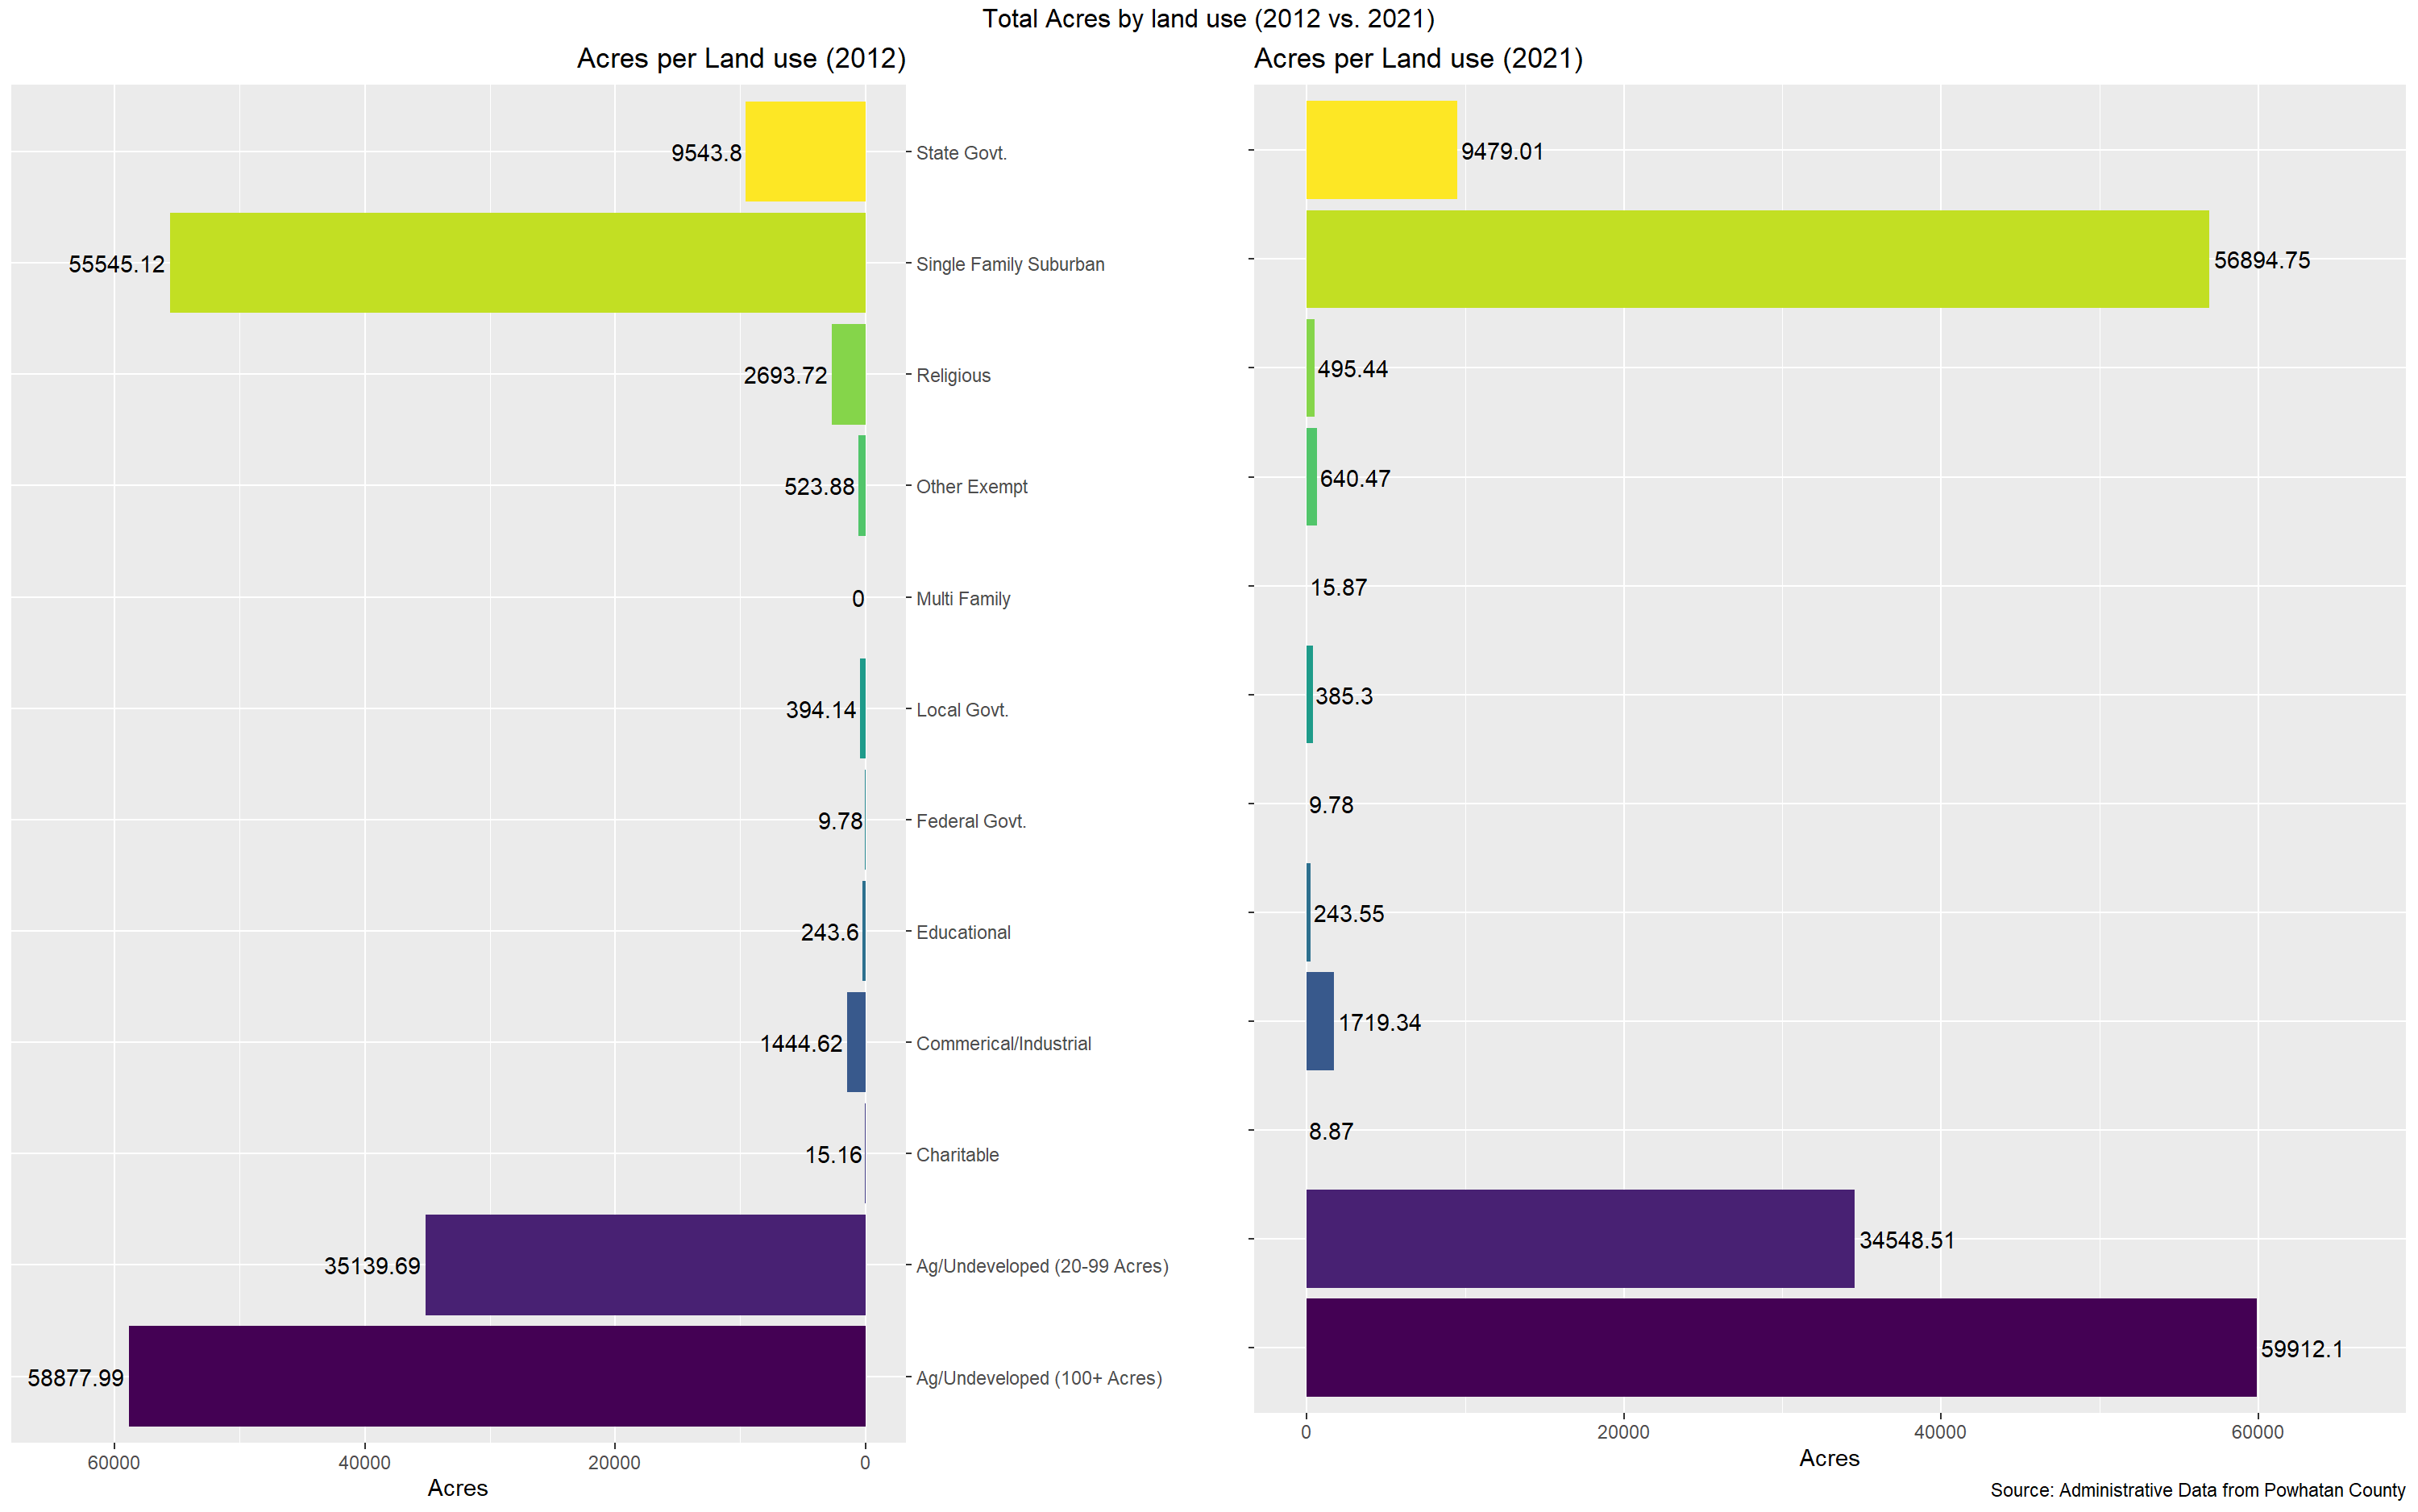 Total Acres by land use (2012 vs. 2021)
Acres per Land use (2012)
Acres per Land use (2021)
9543.8 State Govt. 9479.01
55545.12 Single Family Suburban 56894.75
2693.72 Religious 495.44
523.88 Other Exempt 640.47
0 Multi Family 15.87
394.14 Local Govt. 385.3
9.78 Federal Govt. 9.78
243.6 Educational 243.55
1444.62 Commerical/Industrial 1719.34
15.16 Charitable 8.87
35139.69 Ag/Undeveloped (20-99 Acres) 34548.51
58877.99 Ag/Undeveloped (100+ Acres) 59912.1
60000 40000 20000 0
Acres
0 20000 40000 60000
Acres
Source: Administrative Data from Powhatan County